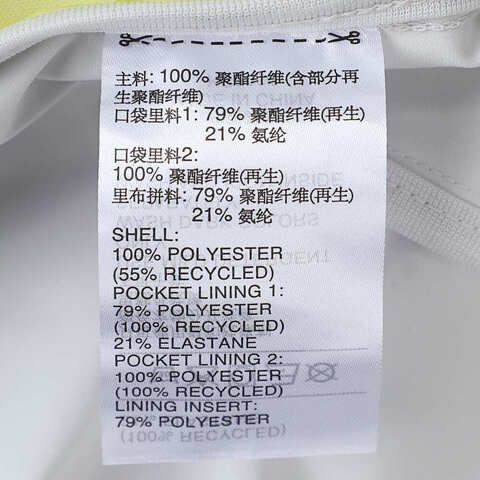 主料: 100% 聚酯纤维(含部分再
生聚酯纤维)
口袋里料1: 79% 聚酯纤维(再生)
21% 氨纶
口袋里料2:
100% 聚酯纤维(再生)
里布拼料: 79% 聚酯纤维(再生)
21% 氨纶
SHELL:
100% POLYESTER
(55% RECYCLED)
POCKET LINING 1:
79% POLYESTER
(100% RECYCLED)
21% ELASTANE
POCKET LINING 2:
100% POLYESTER
(100% RECYCLED)
LINING INSERT:
79% POLYESTER
(100% RECYCLED)